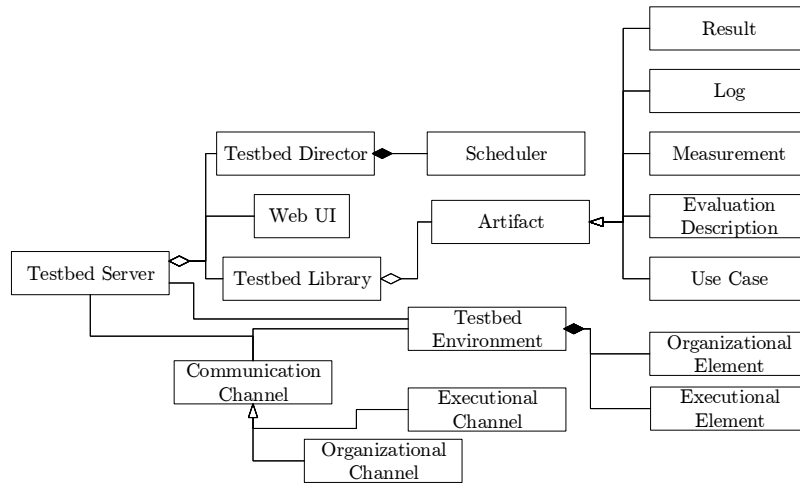 Result
Log
Testbed Director
Scheduler
Measurement
Web UI
Artifact
Evaluation
Description
Testbed Server
Testbed Library
Use Case
Testbed
Environment
Organizational
Element
Communication
Channel
Executional
Channel
Executional
Element
Organizational
Channel